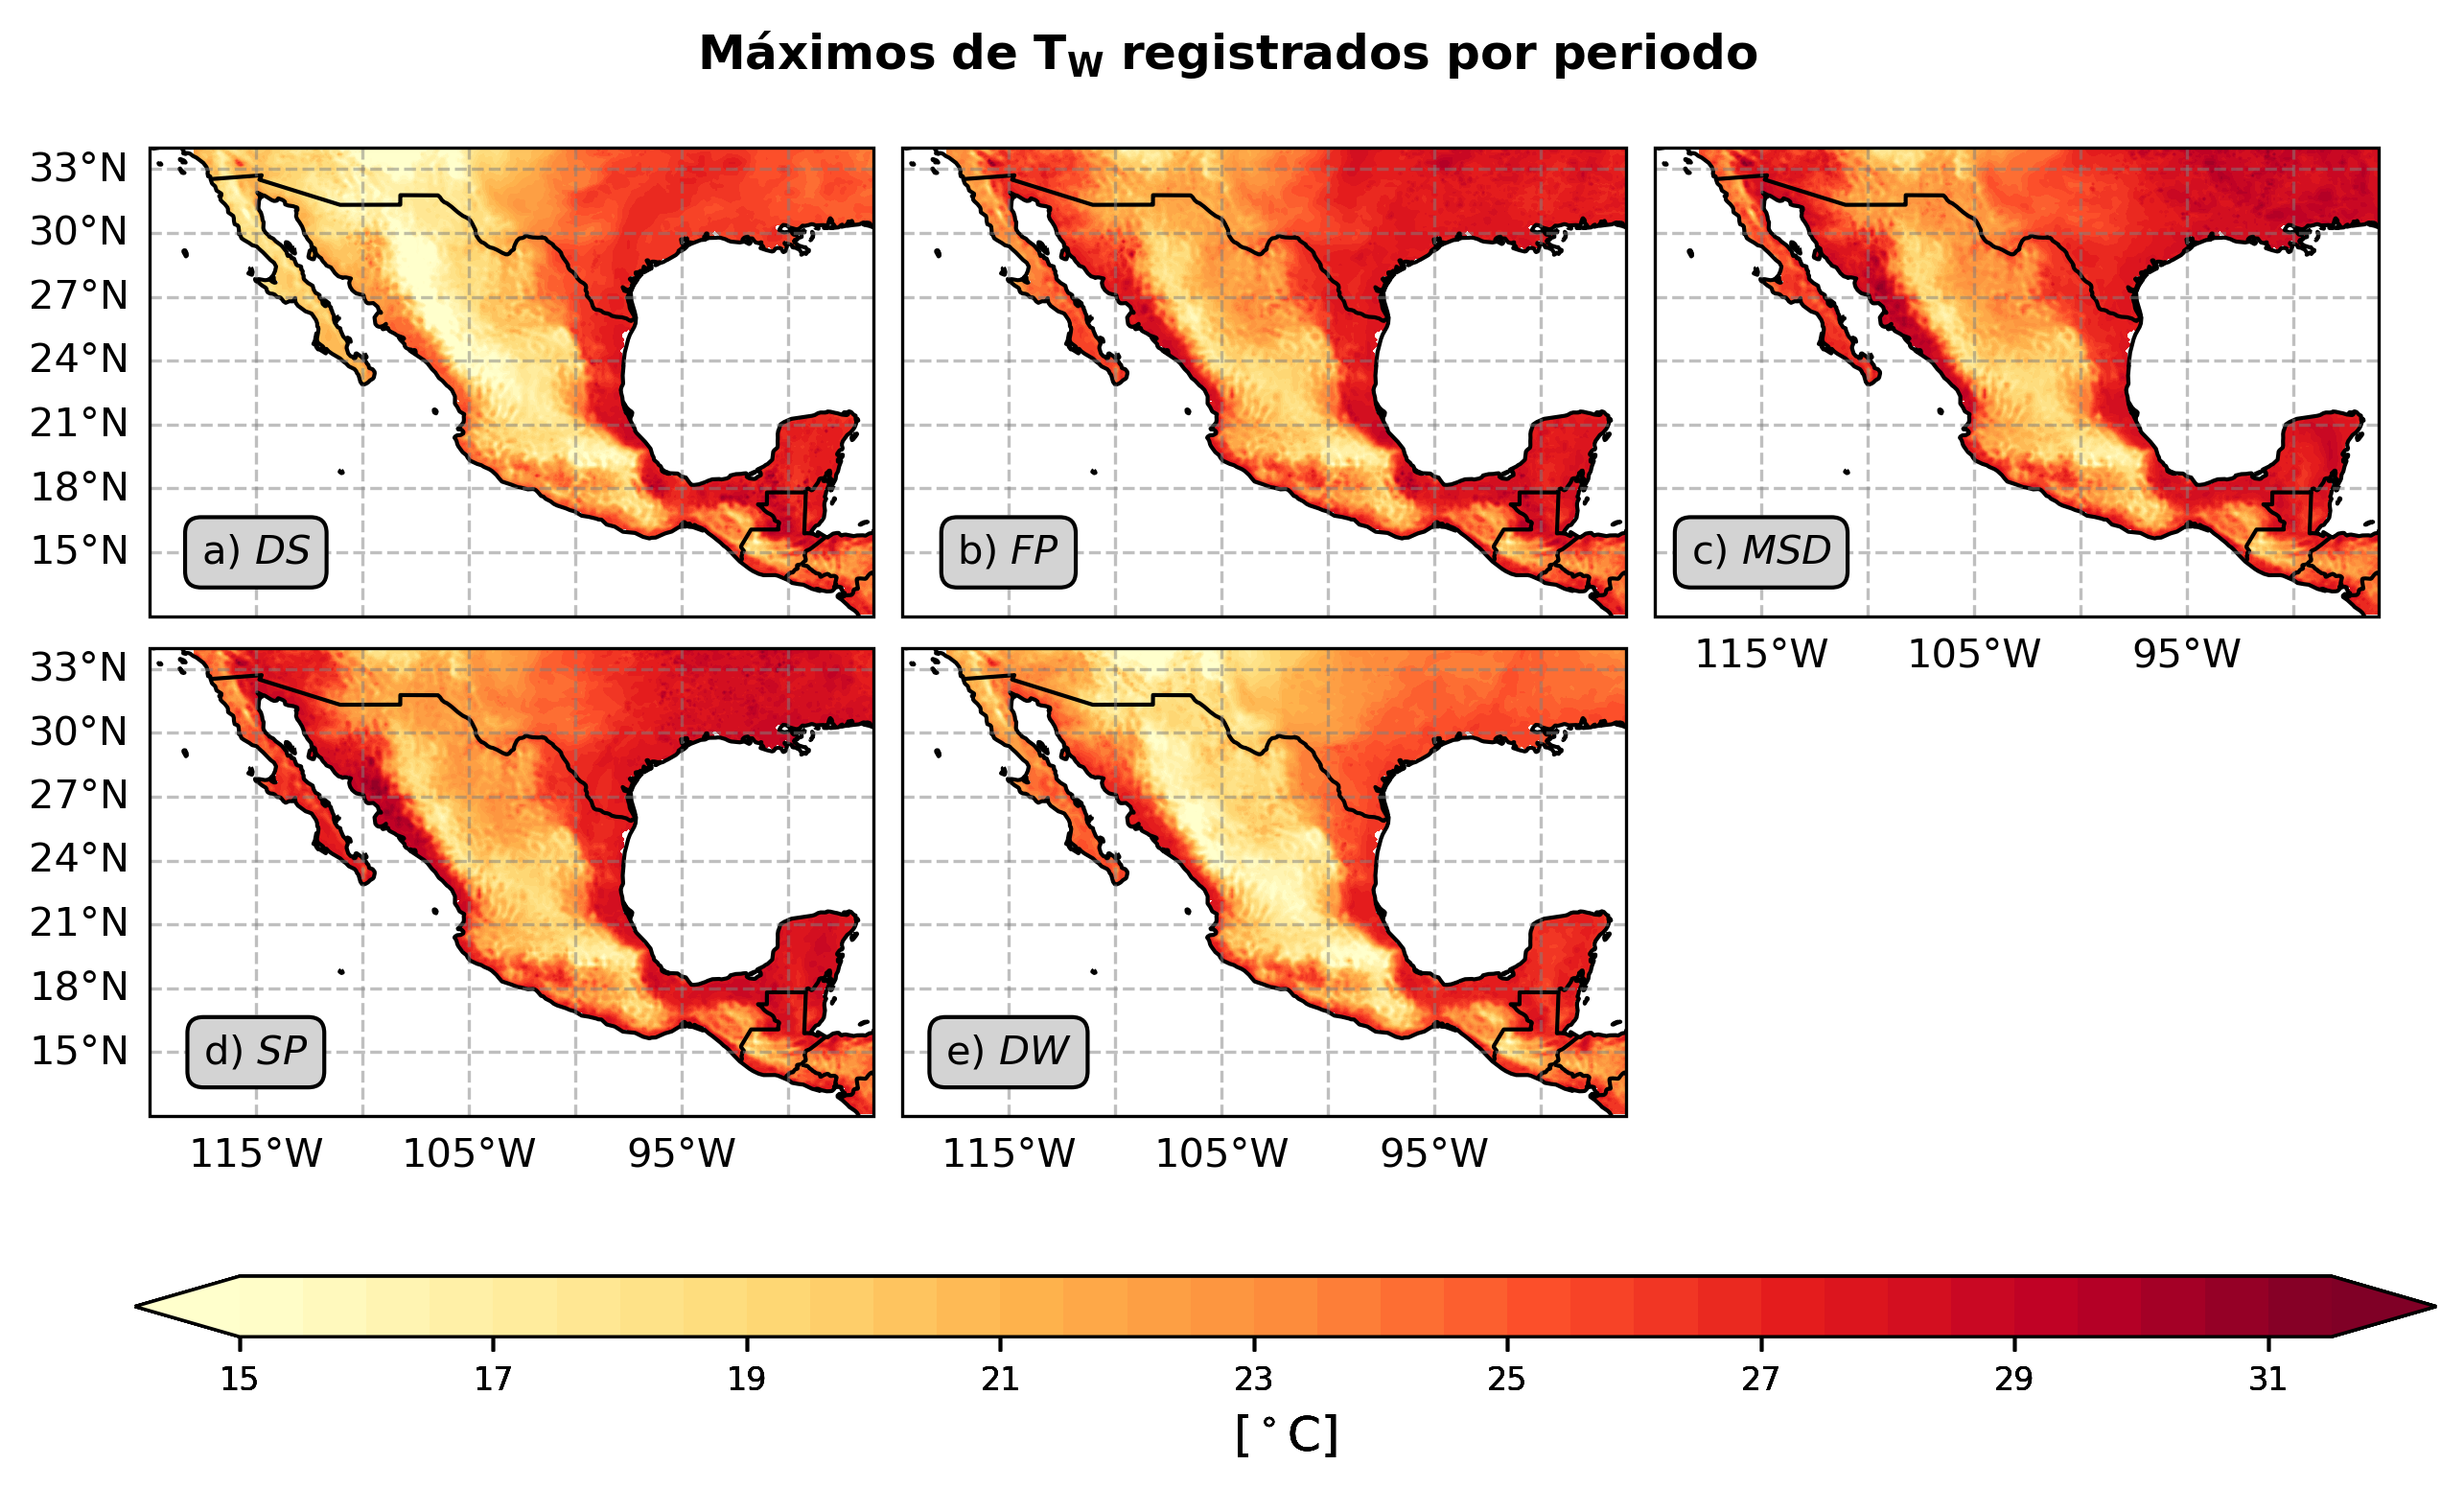 Máximos de T_W registrados por periodo
33°N
30°N
27°N
24°N
21°N
18°N
15°N
a) DS
b) FP
c) MSD
115°W 105°W 95°W
33°N
30°N
27°N
24°N
21°N
18°N
15°N
d) SP
e) DW
115°W 105°W 95°W 115°W 105°W 95°W
15 17 19 21 23 25 27 29 31
[°C]